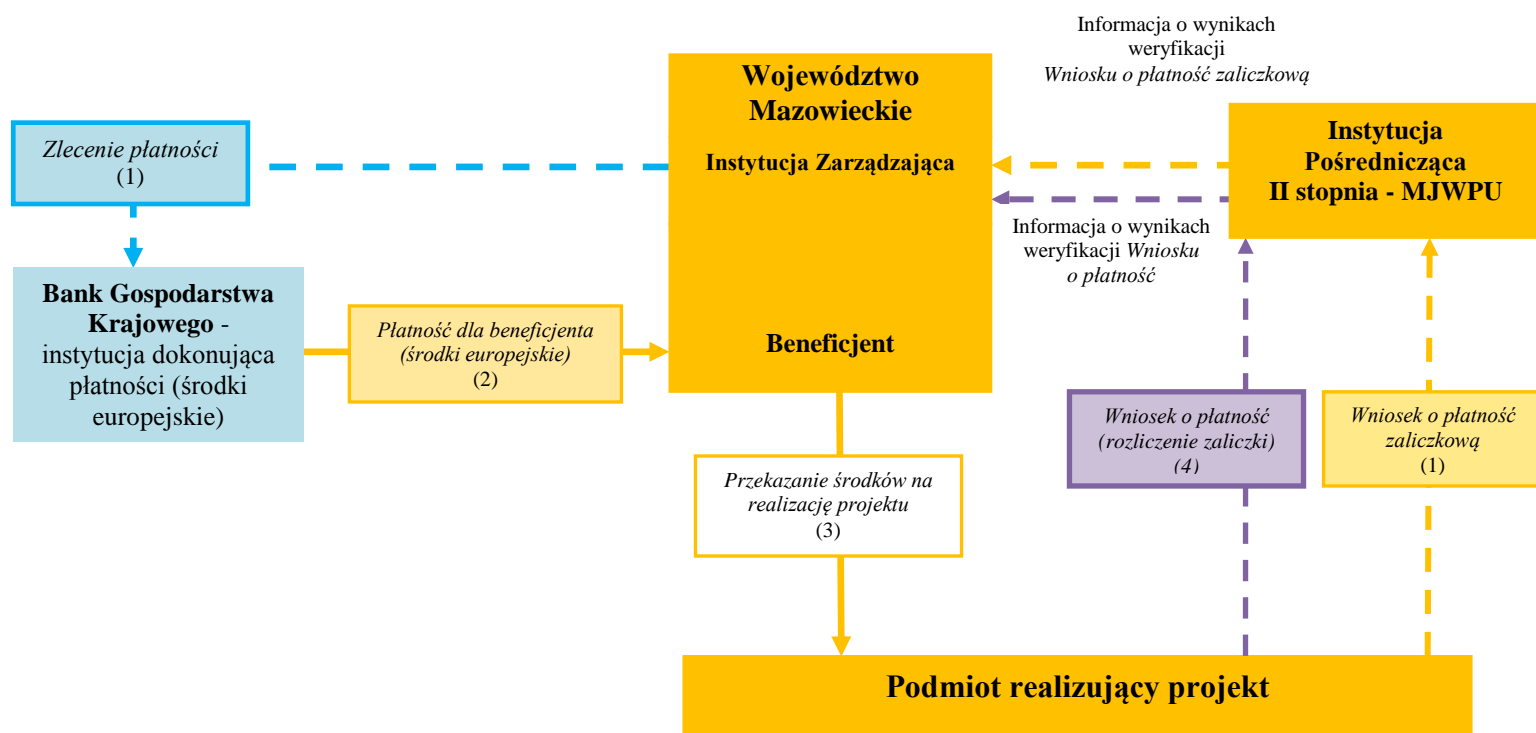 Informacja o wynikach
weryfikacji
Wniosku o płatność zaliczkową
Województwo
Mazowieckie
Instytucja Zarządzająca
Beneficjent
Zlecenie płatności
(1)
Instytucja
Pośrednicząca
II stopnia - MJWPU
Informacja o wynikach
weryfikacji Wniosku
o płatność
Bank Gospodarstwa
Krajowego -
instytucja dokonująca
płatności (środki
europejskie)
Płatność dla beneficjenta
(środki europejskie)
(2)
Wniosek o płatność
(rozliczenie zaliczki)
(4)
Wniosek o płatność
zaliczkową
(1)
Przekazanie środków na
realizację projektu
(3)
Podmiot realizujący projekt